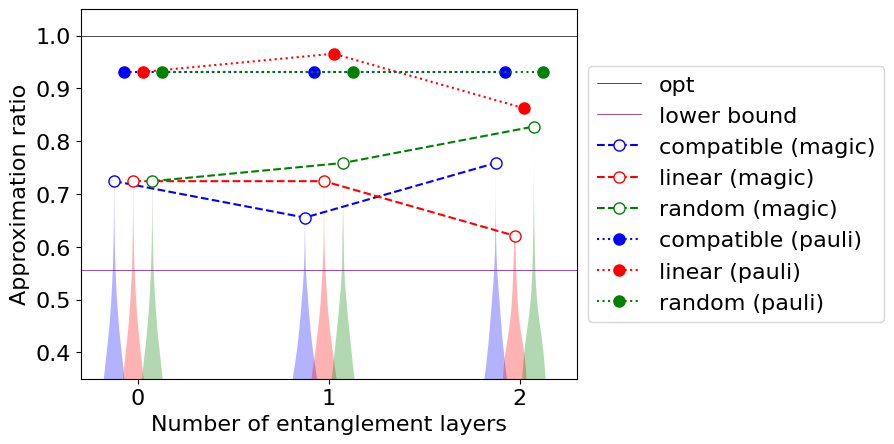 1.0
0.9
0.8
0.7
0.6
0.5
0.4
Approximation ratio
0 1 2
Number of entanglement layers
opt
lower bound
compatible (magic)
linear (magic)
random (magic)
compatible (pauli)
linear (pauli)
random (pauli)